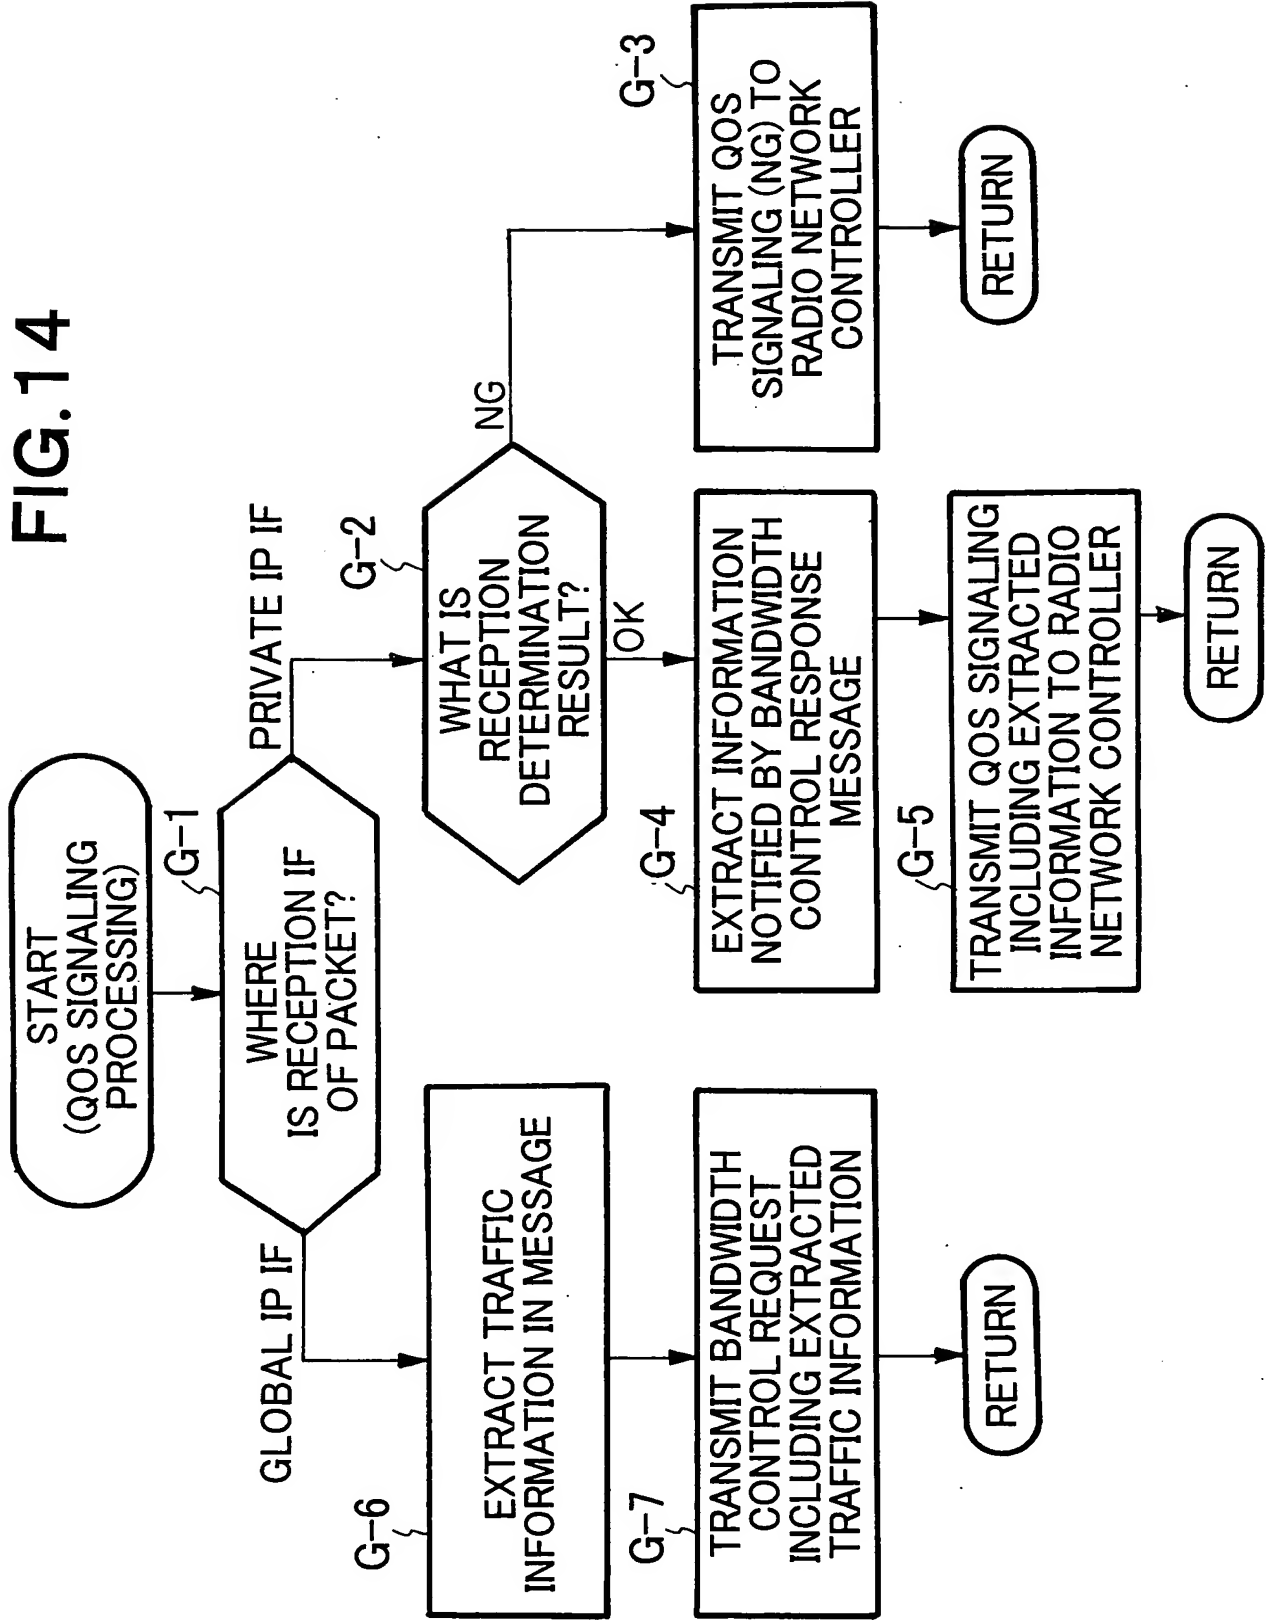 FIG.14
START
(QOS SIGNALING
PROCESSING)
G-1
WHERE
IS RECEPTION IF
OF PACKET?
GLOBAL IP IF
PRIVATE IP IF
G-2
WHAT IS
RECEPTION
DETERMINATION
RESULT?
NG
OK
G-3
TRANSMIT QOS
SIGNALING (NG) TO
RADIO NETWORK
CONTROLLER
RETURN
G-4
EXTRACT INFORMATION
NOTIFIED BY BANDWIDTH
CONTROL RESPONSE
MESSAGE
G-5
TRANSMIT QOS SIGNALING
INCLUDING EXTRACTED
INFORMATION TO RADIO
NETWORK CONTROLLER
RETURN
G-6
EXTRACT TRAFFIC
INFORMATION IN MESSAGE
G-7
TRANSMIT BANDWIDTH
CONTROL REQUEST
INCLUDING EXTRACTED
TRAFFIC INFORMATION
RETURN